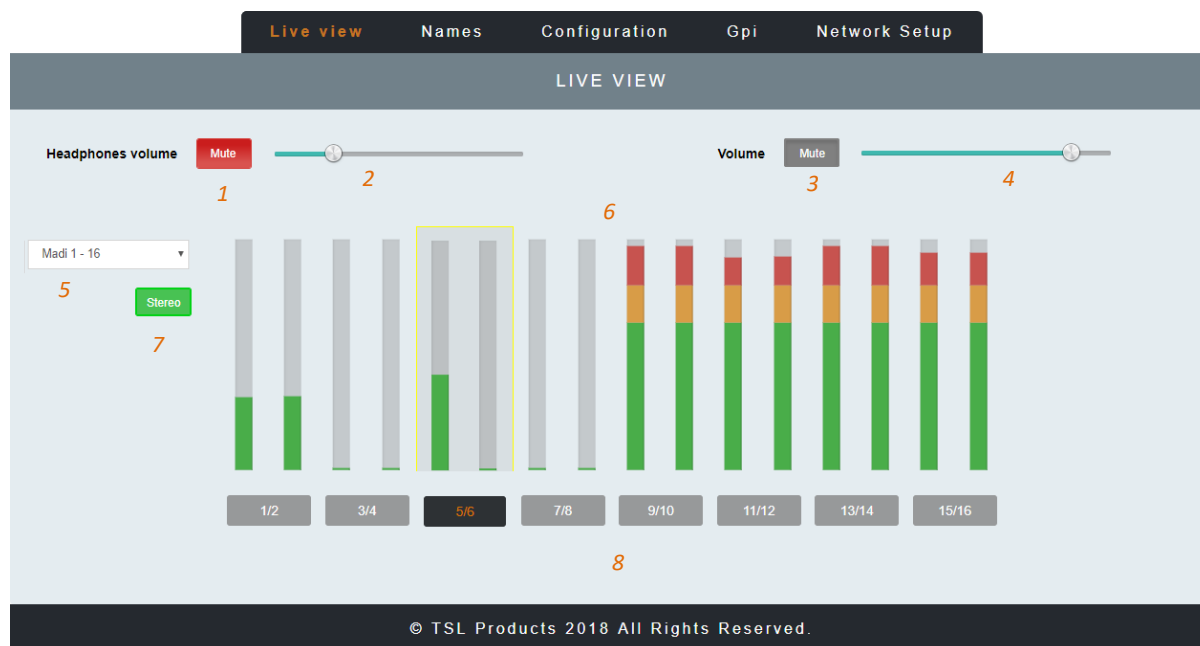 Live view Names Configuration Gpi Network Setup
LIVE VIEW
Headphones volume Mute Volume Mute
1 2 3 4
6
Madi 1 - 16
5
Stereo
7
1/2 3/4 5/6 7/8 9/10 11/12 13/14 15/16
8
© TSL Products 2018 All Rights Reserved.